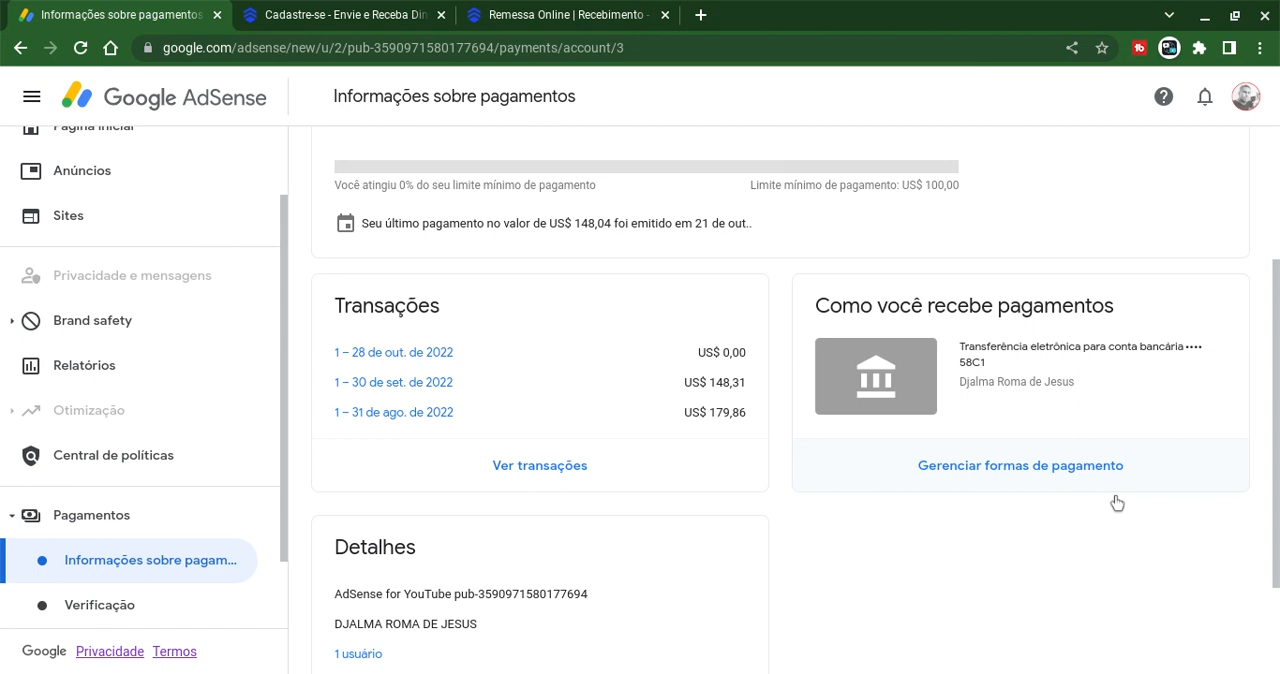 Informações sobre pagamentos
Cadastre-se - Envie e Receba Din
Remessa Online | Recebimento -
google.com/adsense/new/u/2/pub-3590971580177694/payments/account/3
Google AdSense
Informações sobre pagamentos
Página inicial
Anúncios
Sites
Privacidade e mensagens
Brand safety
Relatórios
Otimização
Central de políticas
Pagamentos
Informações sobre pagam...
Verificação
Google Privacidade Termos
Você atingiu 0% do seu limite mínimo de pagamento
Limite mínimo de pagamento: US$ 100,00
Seu último pagamento no valor de US$ 148,04 foi emitido em 21 de out..
Transações
1 – 28 de out. de 2022 US$ 0,00
1 – 30 de set. de 2022 US$ 148,31
1 – 31 de ago. de 2022 US$ 179,86
Ver transações
Como você recebe pagamentos
Transferência eletrônica para conta bancária ••••
58C1
Djalma Roma de Jesus
Gerenciar formas de pagamento
Detalhes
AdSense for YouTube pub-3590971580177694
DJALMA ROMA DE JESUS
1 usuário